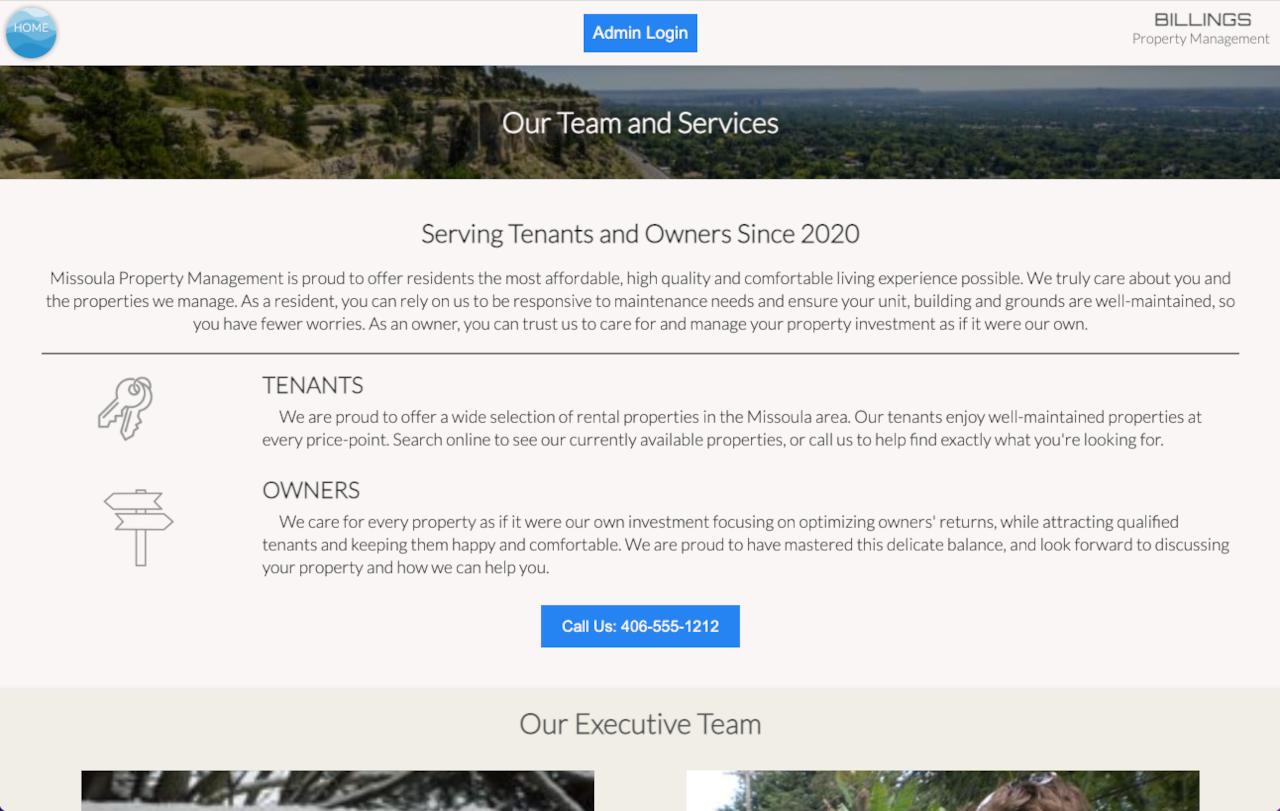 HOME
Admin Login
BILLINGS
Property Management
Our Team and Services
Serving Tenants and Owners Since 2020
Missoula Property Management is proud to offer residents the most affordable, high quality and comfortable living experience possible. We truly care about you and
the properties we manage. As a resident, you can rely on us to be responsive to maintenance needs and ensure your unit, building and grounds are well-maintained, so
you have fewer worries. As an owner, you can trust us to care for and manage your property investment as if it were our own.
TENANTS
We are proud to offer a wide selection of rental properties in the Missoula area. Our tenants enjoy well-maintained properties at
every price-point. Search online to see our currently available properties, or call us to help find exactly what you're looking for.
OWNERS
We care for every property as if it were our own investment focusing on optimizing owners' returns, while attracting qualified
tenants and keeping them happy and comfortable. We are proud to have mastered this delicate balance, and look forward to discussing
your property and how we can help you.
Call Us: 406-555-1212
Our Executive Team